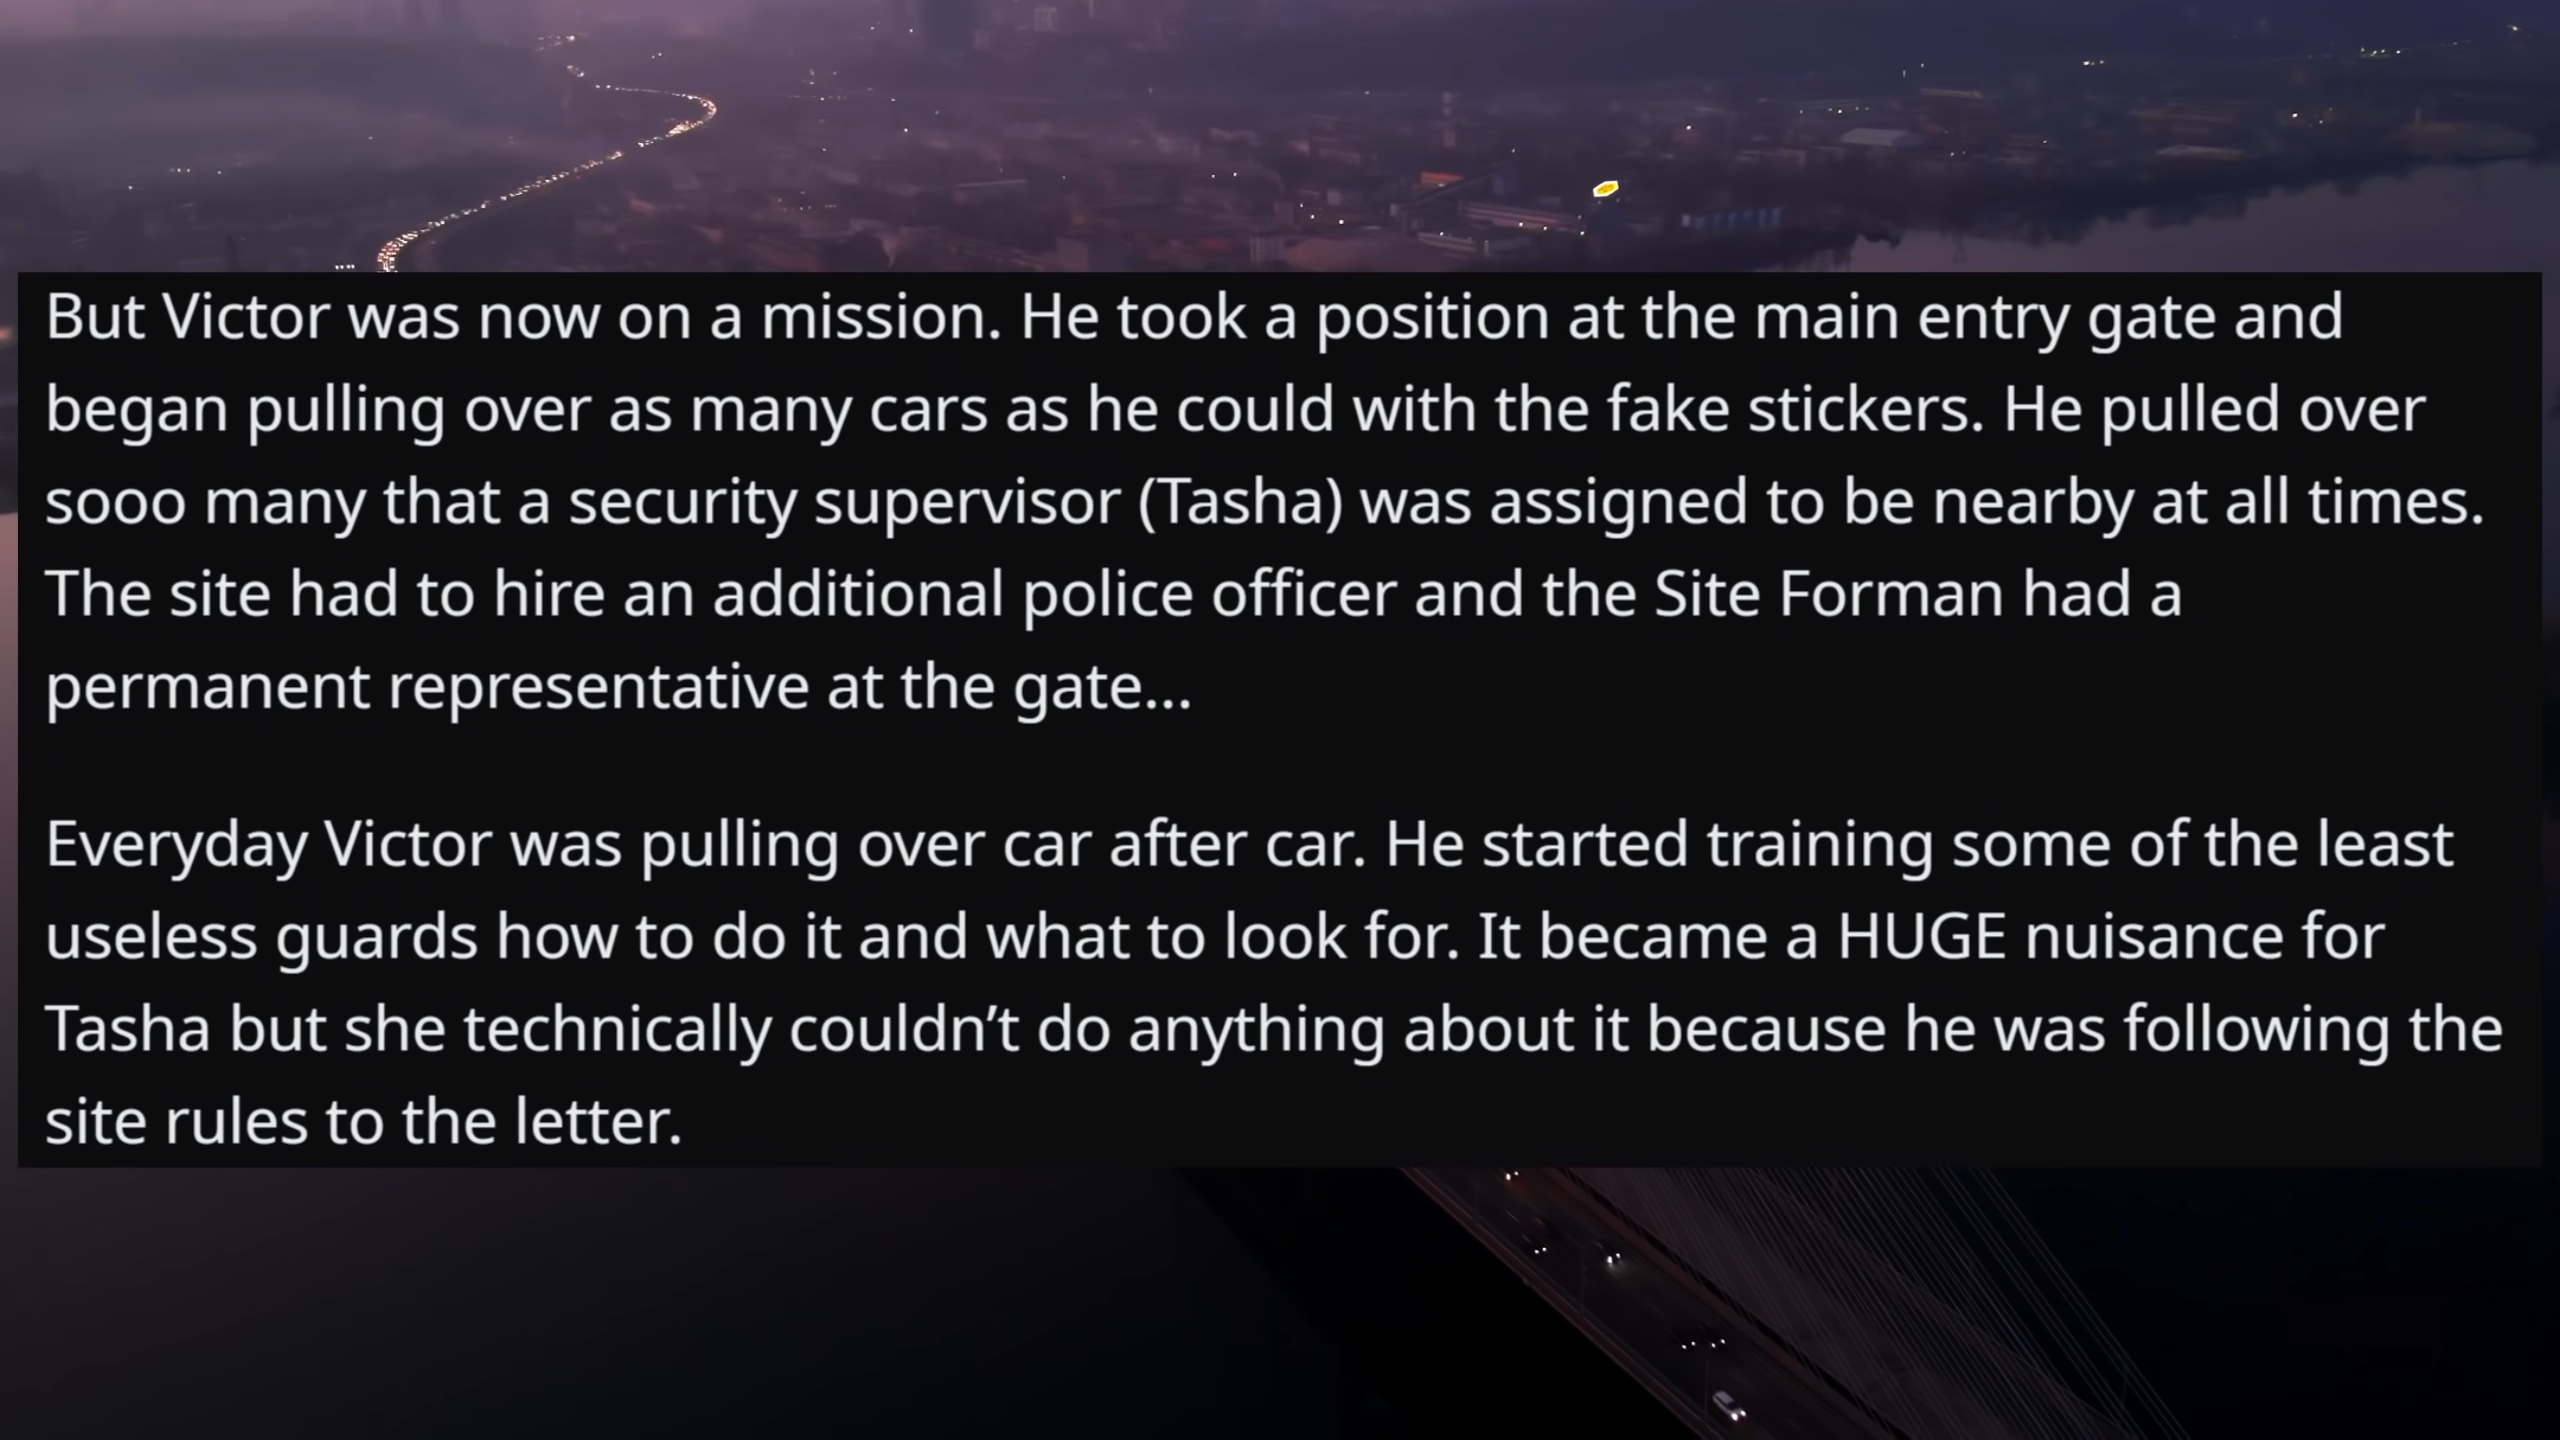 But Victor was now on a mission. He took a position at the main entry gate and
began pulling over as many cars as he could with the fake stickers. He pulled over
sooo many that a security supervisor (Tasha) was assigned to be nearby at all times.
The site had to hire an additional police officer and the Site Forman had a
permanent representative at the gate...
Everyday Victor was pulling over car after car. He started training some of the least
useless guards how to do it and what to look for. It became a HUGE nuisance for
Tasha but she technically couldn’t do anything about it because he was following the
site rules to the letter.